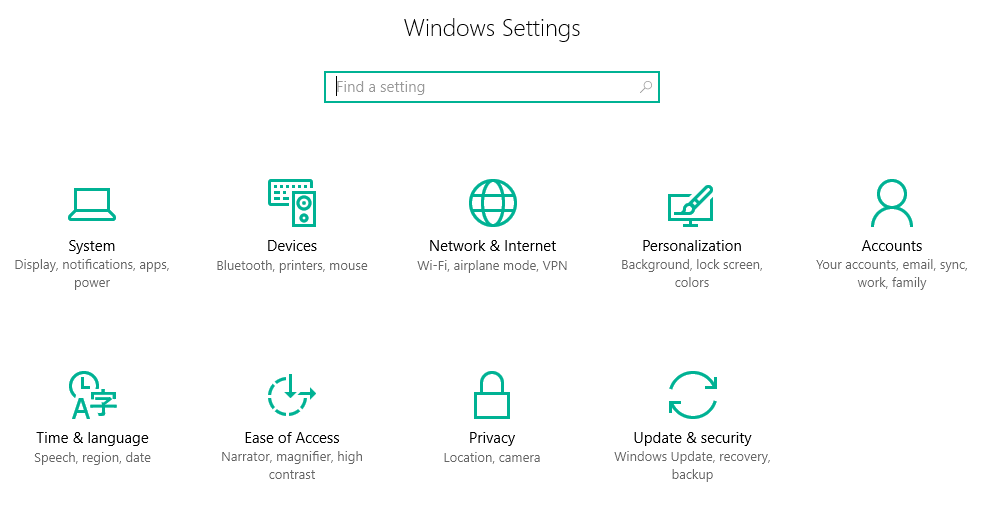 Windows Settings
Find a setting
System
Display, notifications, apps,
power
Devices
Bluetooth, printers, mouse
Network & Internet
Wi-Fi, airplane mode, VPN
Personalization
Background, lock screen,
colors
Accounts
Your accounts, email, sync,
work, family
A字
Time & language
Speech, region, date
Ease of Access
Narrator, magnifier, high
contrast
Privacy
Location, camera
Update & security
Windows Update, recovery,
backup